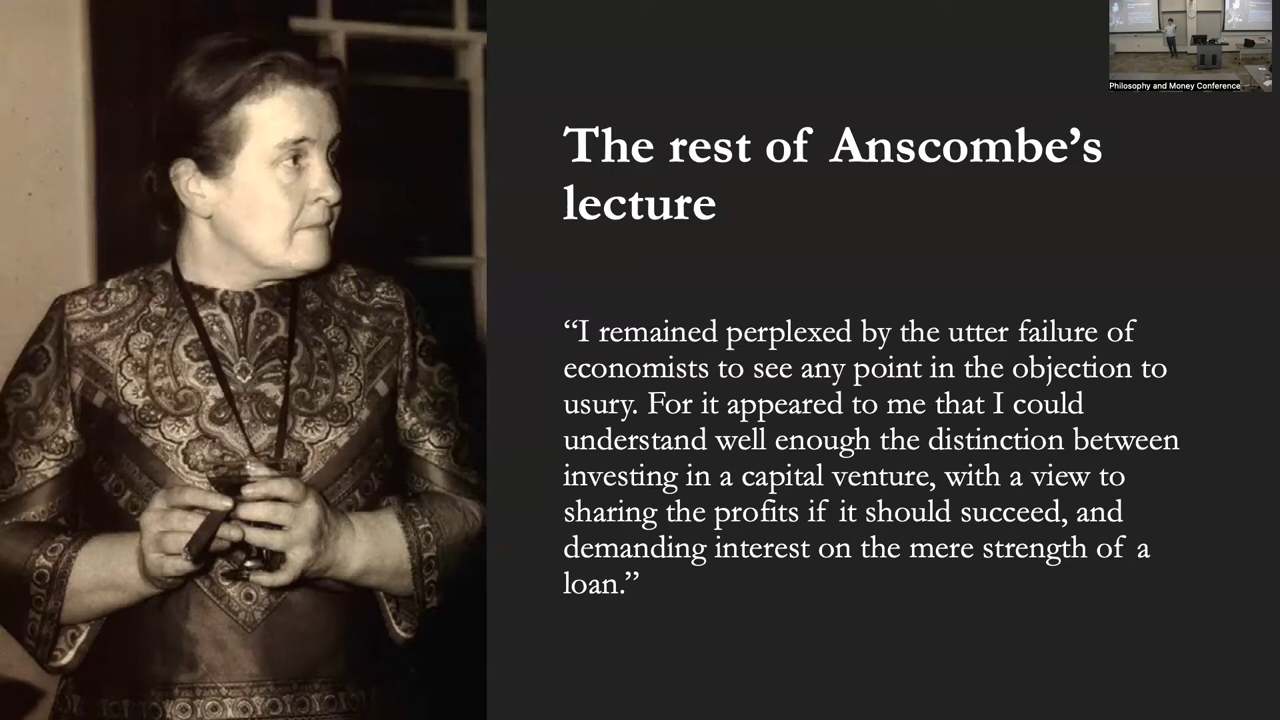 Philosophy and Money Conference
The rest of Anscombe’s
lecture
“I remained perplexed by the utter failure of
economists to see any point in the objection to
usury. For it appeared to me that I could
understand well enough the distinction between
investing in a capital venture, with a view to
sharing the profits if it should succeed, and
demanding interest on the mere strength of a
loan.”